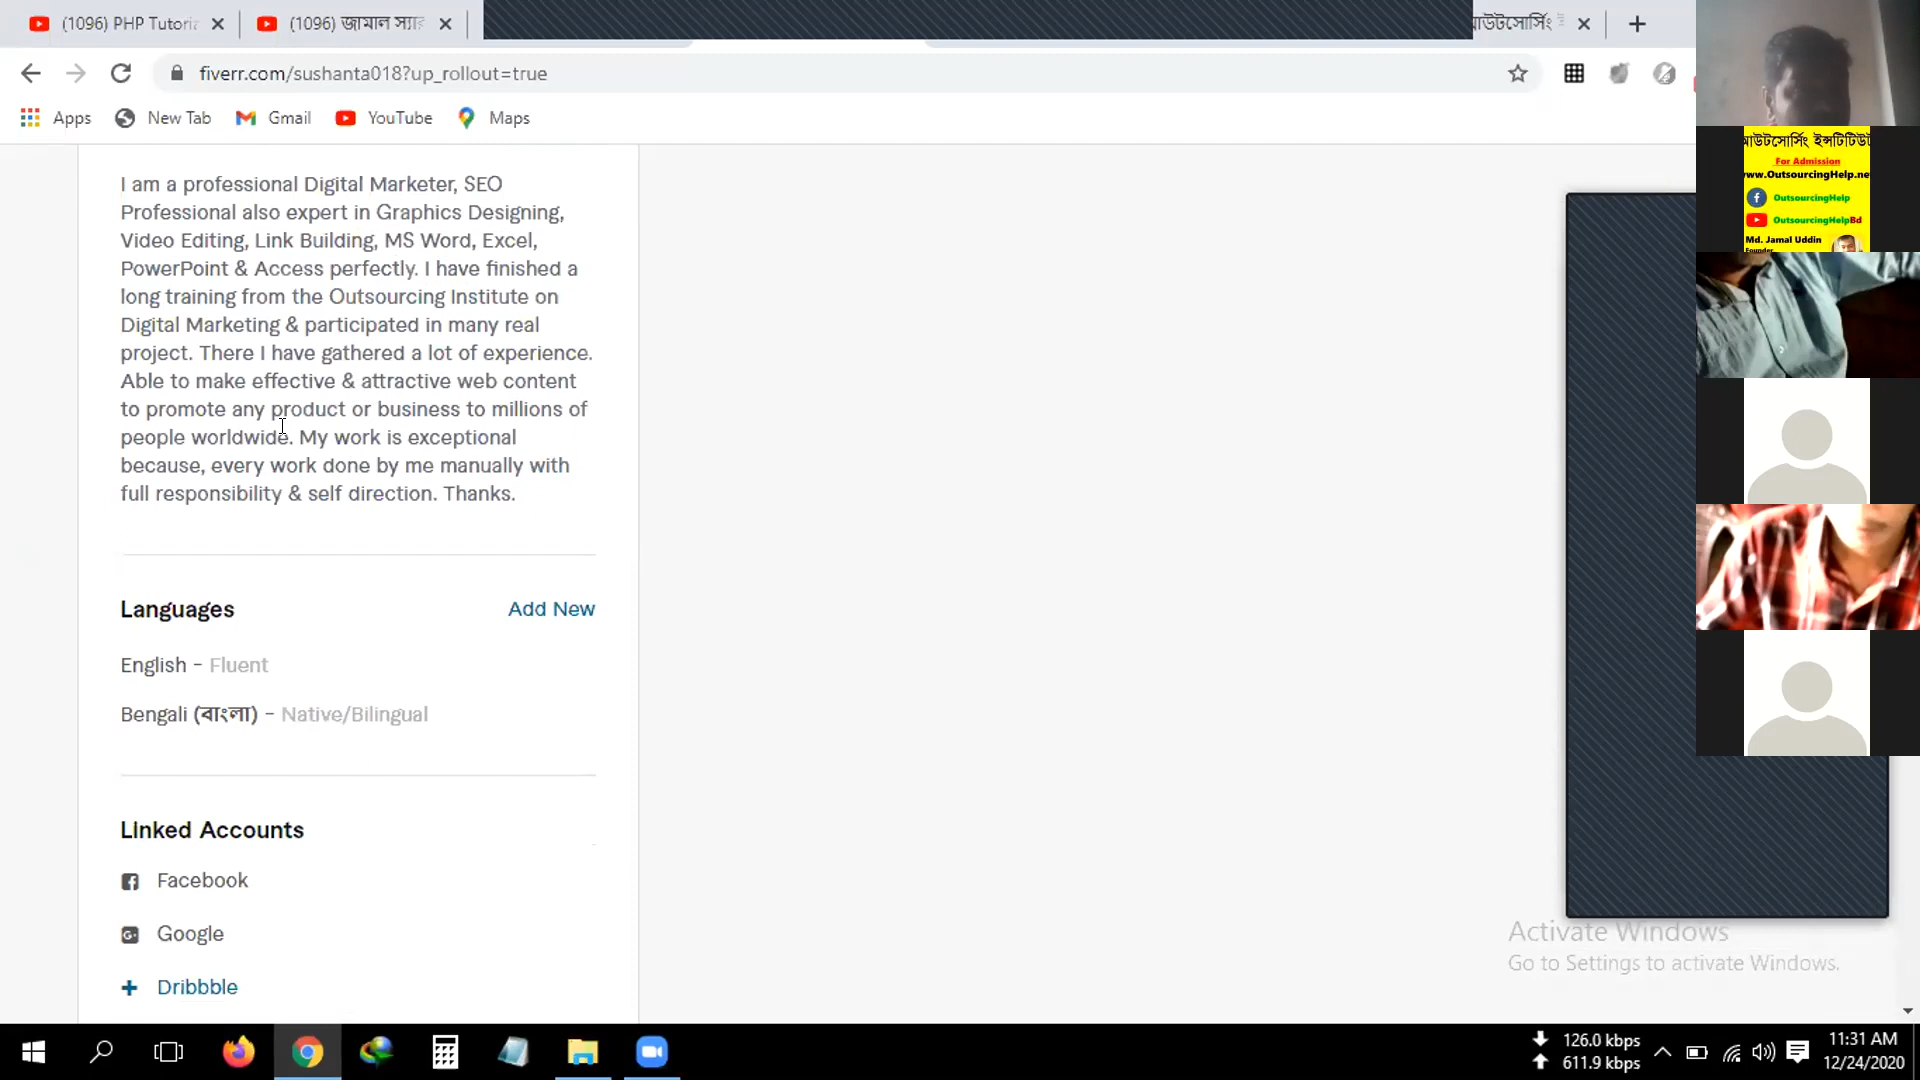 (1096) PHP Tutoria
(1096) জামাল স্যার
আউটসোর্সিং ই
fiverr.com/sushanta018?up_rollout=true
Apps
New Tab
Gmail
YouTube
Maps
I am a professional Digital Marketer, SEO
Professional also expert in Graphics Designing,
Video Editing, Link Building, MS Word, Excel,
PowerPoint & Access perfectly. I have finished a
long training from the Outsourcing Institute on
Digital Marketing & participated in many real
project. There I have gathered a lot of experience.
Able to make effective & attractive web content
to promote any product or business to millions of
people worldwide. My work is exceptional
because, every work done by me manually with
full responsibility & self direction. Thanks.
Languages
Add New
English - Fluent
Bengali (বাংলা) - Native/Bilingual
Linked Accounts
Facebook
Google
Dribbble
আউটসোর্সিং ইন্সটিটিউট
For Admission
www.OutsourcingHelp.ne
OutsourcingHelp
OutsourcingHelpBd
Md. Jamal Uddin
Founder
Activate Windows
Go to Settings to activate Windows.
126.0 kbps
611.9 kbps
11:31 AM
12/24/2020